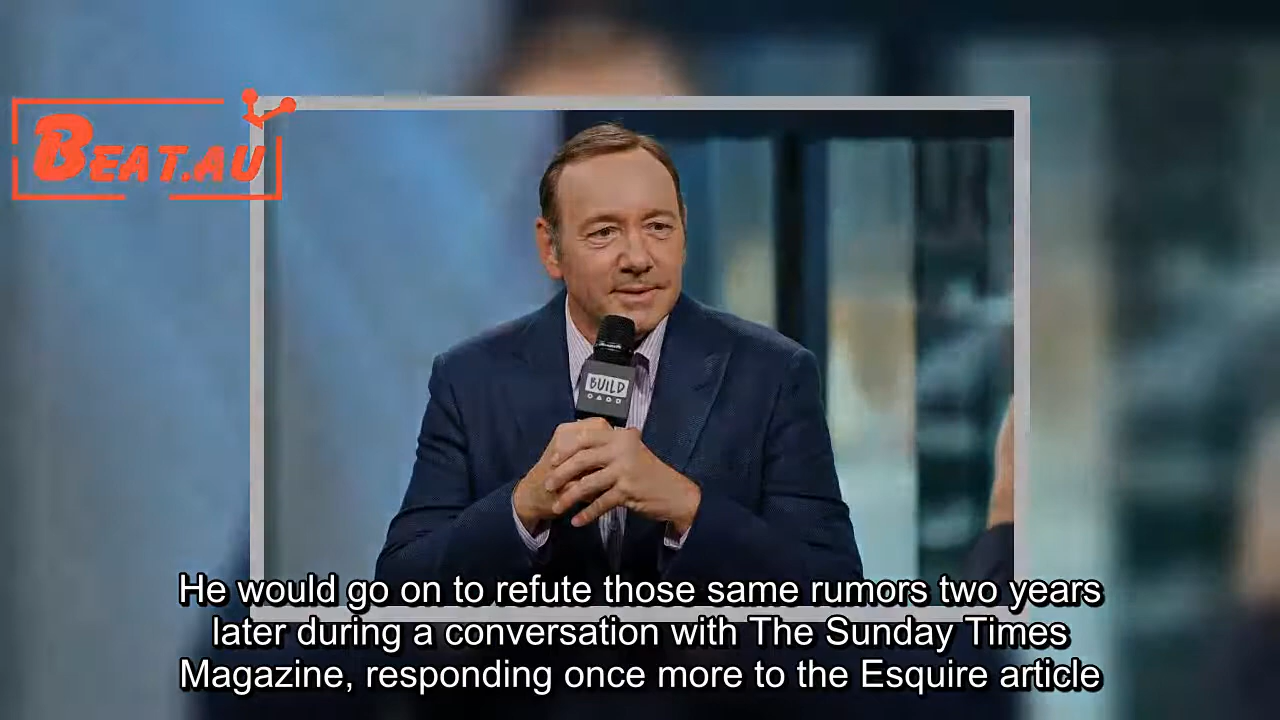 BEAT.AU
BUILD
He would go on to refute those same rumors two years
later during a conversation with The Sunday Times
Magazine, responding once more to the Esquire article